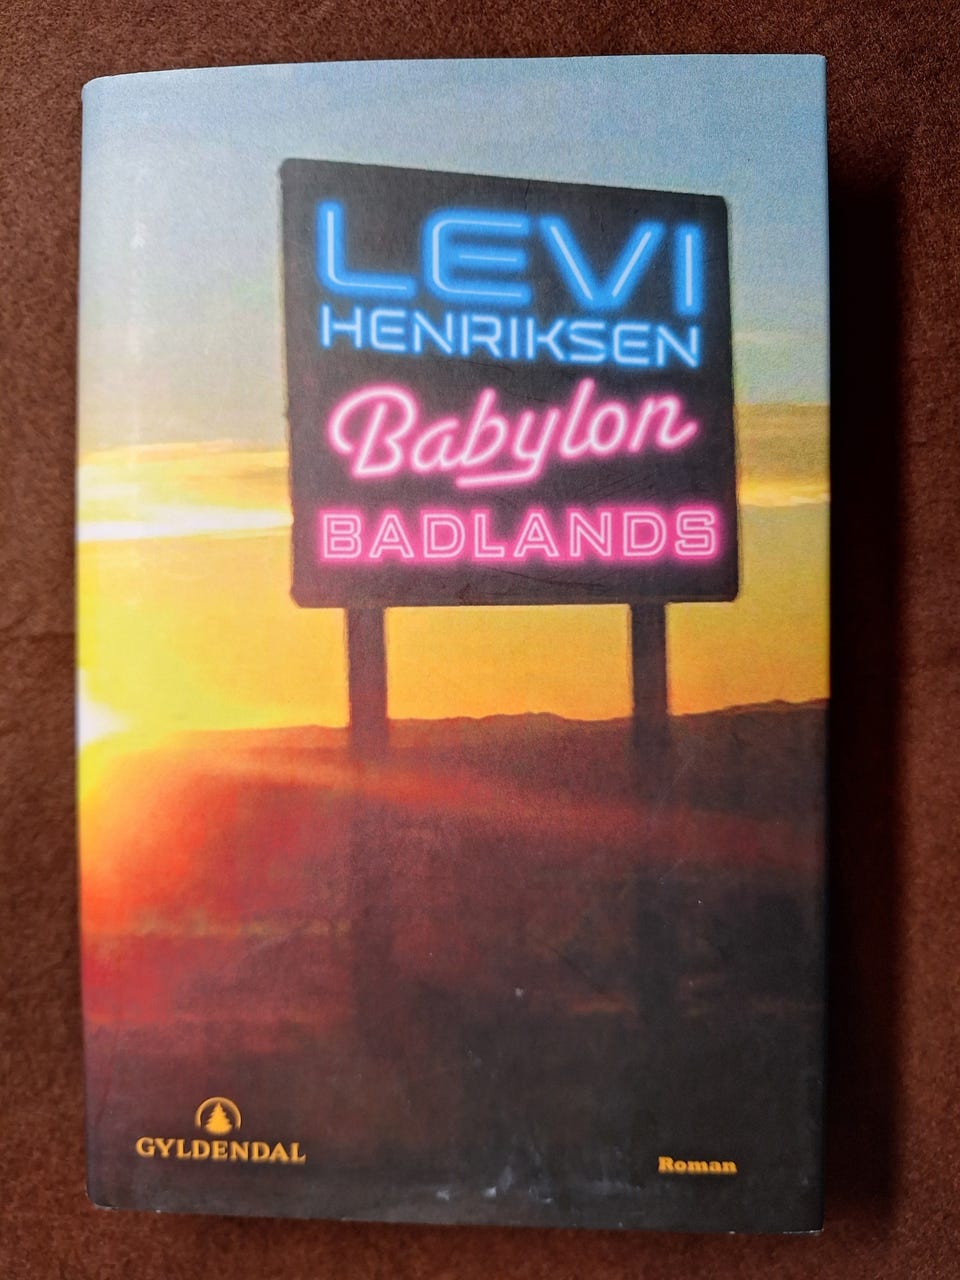 LEVI
HENRIKSEN
Babylon
BADLANDS
GYLDENDAL
Roman